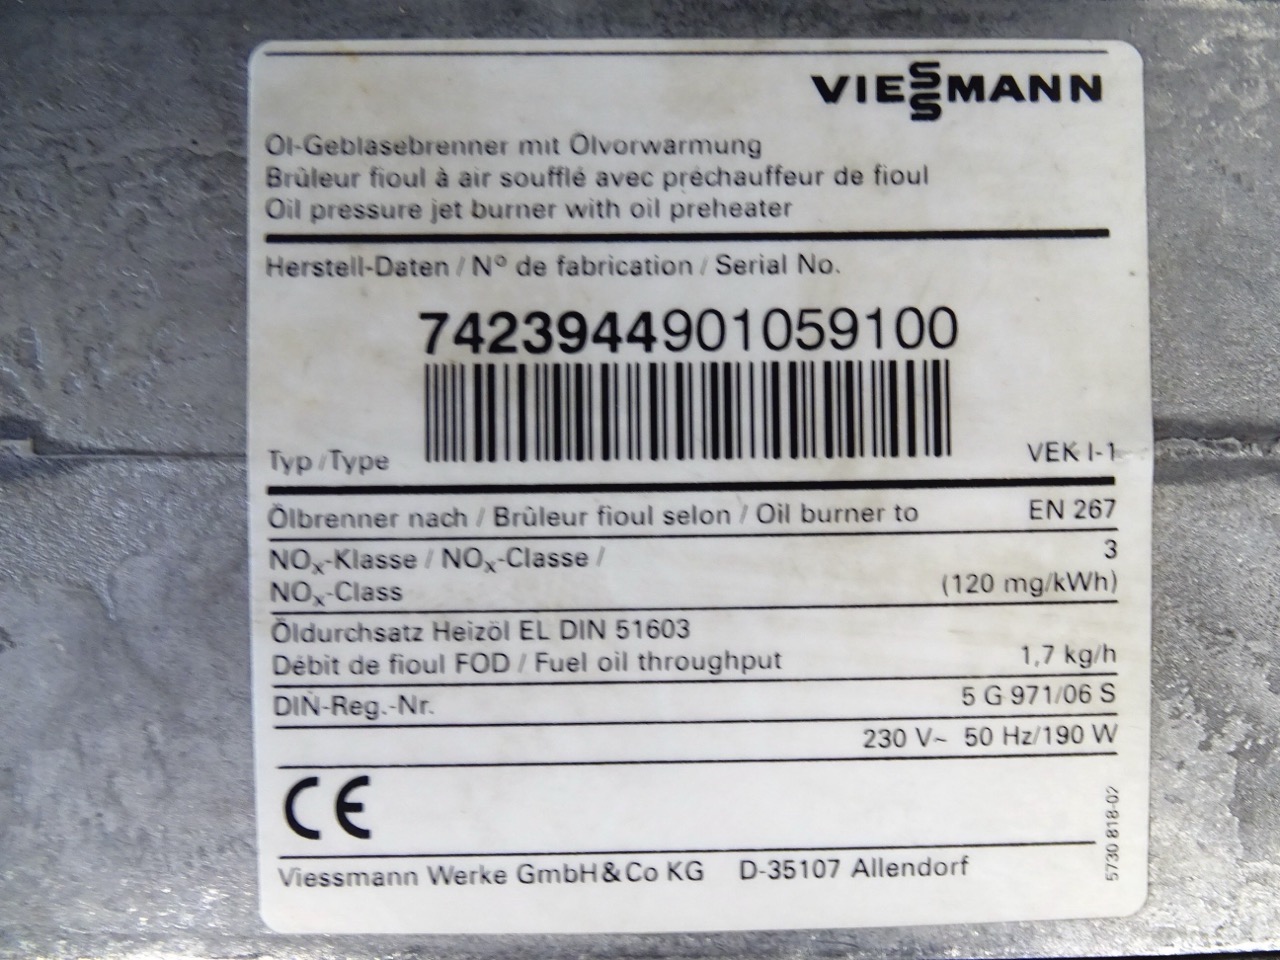 VIESSMANN
Öl-Gebläsebrenner mit Ölvorwärmung
Brûleur fioul à air soufflé avec préchauffeur de fioul
Oil pressure jet burner with oil preheater
Herstell-Daten / N° de fabrication / Serial No.
7423944901059100
Typ / Type VEK I-1
Ölbrenner nach / Brûleur fioul selon / Oil burner to EN 267
NOx-Klasse / NOx-Classe / 3
NOx-Class (120 mg/kWh)
Öldurchsatz Heizöl EL DIN 51603
Débit de fioul FOD / Fuel oil throughput 1,7 kg/h
DIN-Reg.-Nr. 5 G 971/06 S
230 V~ 50 Hz/190 W
CE
Viessmann Werke GmbH & Co KG D-35107 Allendorf
5730 818-02